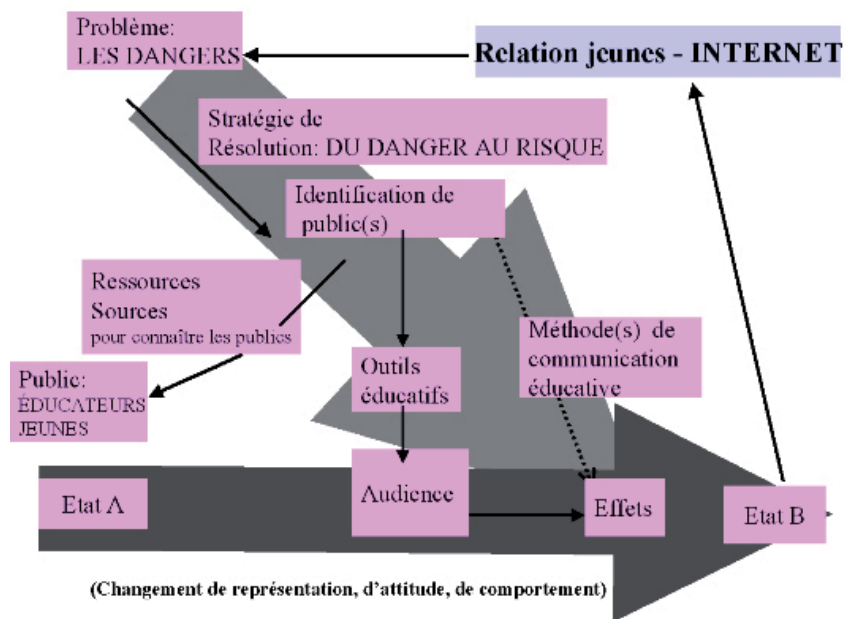 Problème:
LES DANGERS
Relation jeunes - INTERNET
Stratégie de
Résolution: DU DANGER AU RISQUE
Identification de
public(s)
Ressources
Sources
pour connaître les publics
Méthode(s) de
communication
éducative
Outils
éducatifs
Public:
ÉDUCATEURS
JEUNES
Etat A
Audience
Effets
Etat B
(Changement de représentation, d'attitude, de comportement)